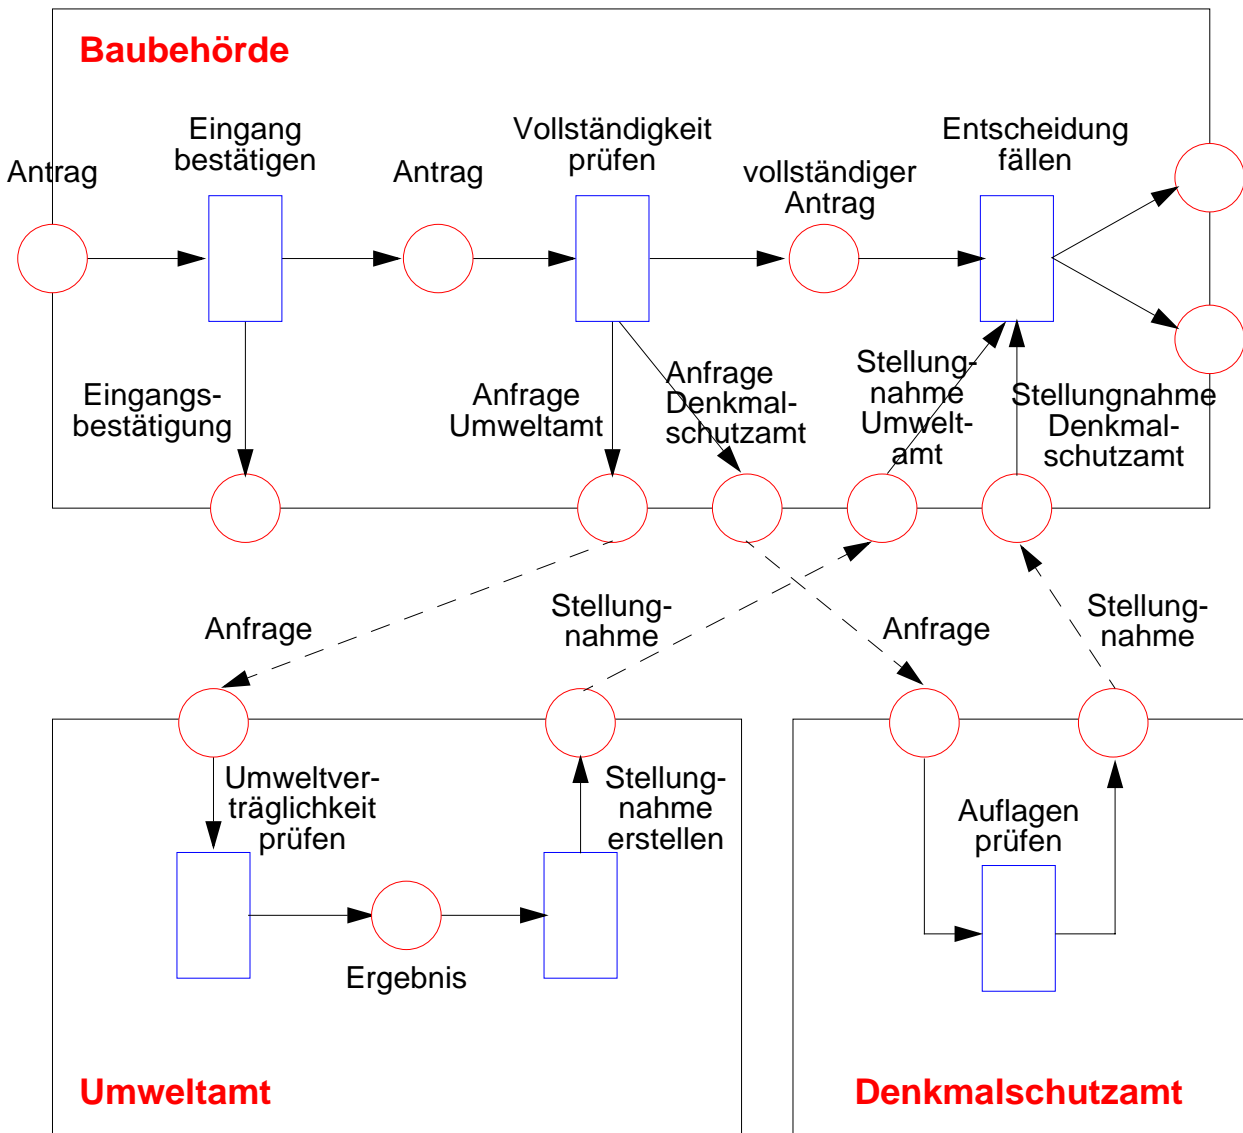 Baubehörde
Antrag
Eingang
bestätigen
Antrag
Vollständigkeit
prüfen
vollständiger
Antrag
Entscheidung
fällen
Eingangs-
bestätigung
Anfrage
Umweltamt
Anfrage
Denkmal-
schutzamt
Stellung-
nahme
Umwelt-
amt
Stellungnahme
Denkmal-
schutzamt
Anfrage
Stellung-
nahme
Anfrage
Stellung-
nahme
Umweltver-
träglichkeit
prüfen
Stellung-
nahme
erstellen
Ergebnis
Umweltamt
Auflagen
prüfen
Denkmalschutzamt